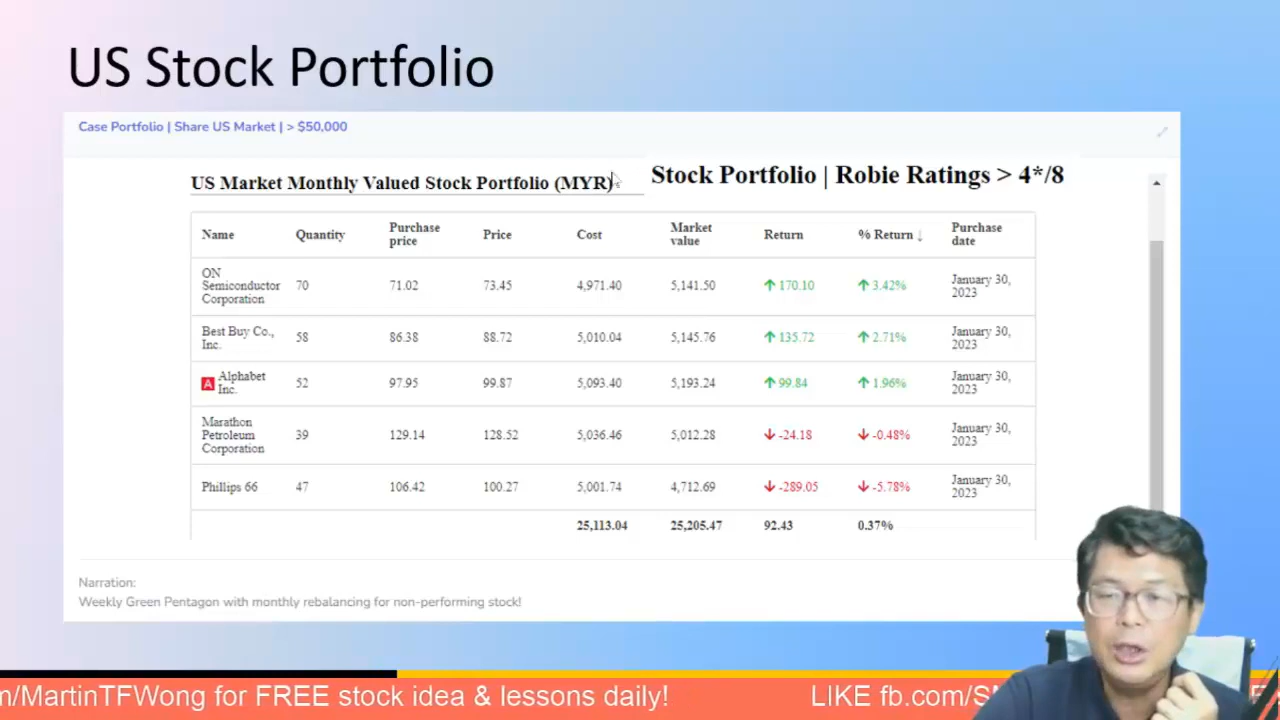 US Stock Portfolio
Case Portfolio | Share US Market | > $50,000
US Market Monthly Valued Stock Portfolio (MYR)
Stock Portfolio | Robie Ratings > 4*/8
Name Quantity Purchase price Price Cost Market value Return % Return ↓ Purchase date
ON Semiconductor Corporation 70 71.02 73.45 4,971.40 5,141.50 ↑ 170.10 ↑ 3.42% January 30, 2023
Best Buy Co., Inc. 58 86.38 88.72 5,010.04 5,145.76 ↑ 135.72 ↑ 2.71% January 30, 2023
A Alphabet Inc. 52 97.95 99.87 5,093.40 5,193.24 ↑ 99.84 ↑ 1.96% January 30, 2023
Marathon Petroleum Corporation 39 129.14 128.52 5,036.46 5,012.28 ↓ -24.18 ↓ -0.48% January 30, 2023
Phillips 66 47 106.42 100.27 5,001.74 4,712.69 ↓ -289.05 ↓ -5.78% January 30, 2023
25,113.04 25,205.47 92.43 0.37%
Narration:
Weekly Green Pentagon with monthly rebalancing for non-performing stock!
m/MartinTFWong for FREE stock idea & lessons daily! LIKE fb.com/